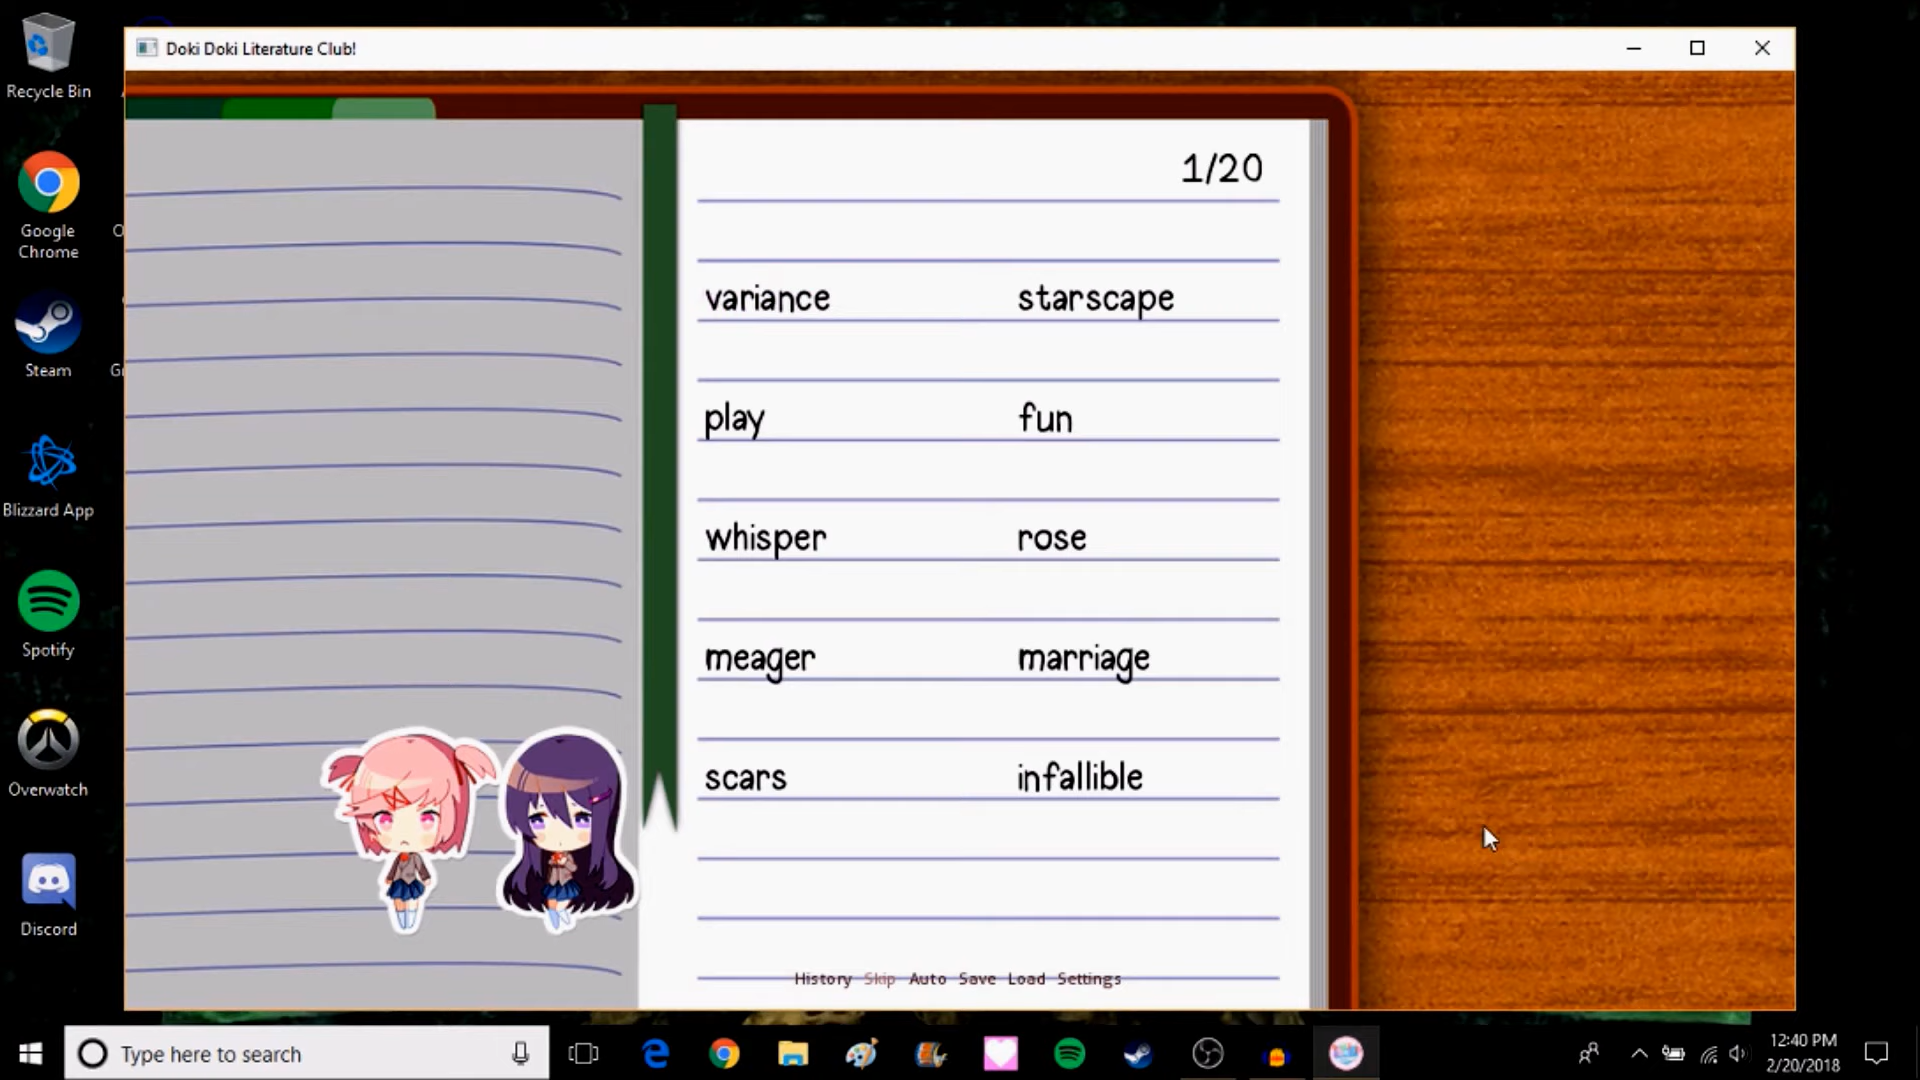 Doki Doki Literature Club!
Recycle Bin
Google
Chrome
Steam
Blizzard App
Spotify
Overwatch
Discord
1/20
variance starscape
play fun
whisper rose
meager marriage
scars infallible
History Skip Auto Save Load Settings
Type here to search
12:40 PM
2/20/2018